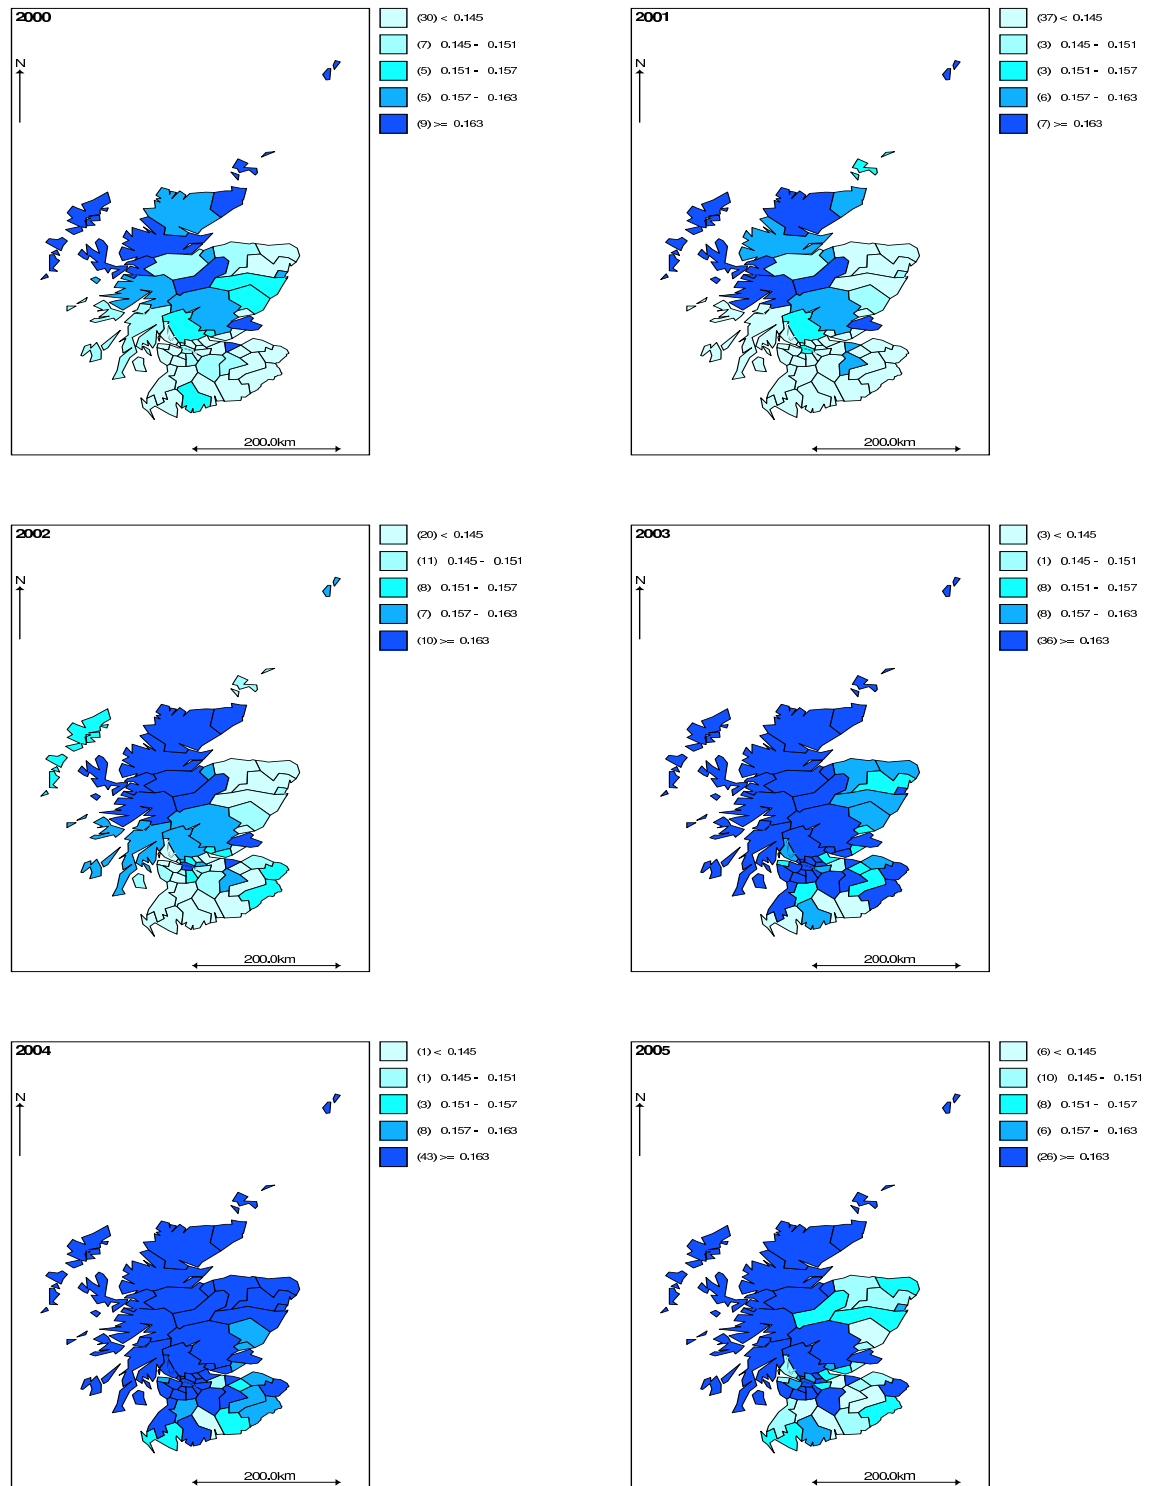 2000
(30) < 0.145
(7) 0.145 - 0.151
(5) 0.151 - 0.157
(5) 0.157 - 0.163
(9) >= 0.163
N
200.0km
2001
(37) < 0.145
(3) 0.145 - 0.151
(3) 0.151 - 0.157
(6) 0.157 - 0.163
(7) >= 0.163
N
200.0km
2002
(20) < 0.145
(11) 0.145 - 0.151
(8) 0.151 - 0.157
(7) 0.157 - 0.163
(10) >= 0.163
N
200.0km
2003
(3) < 0.145
(1) 0.145 - 0.151
(8) 0.151 - 0.157
(8) 0.157 - 0.163
(36) >= 0.163
N
200.0km
2004
(1) < 0.145
(1) 0.145 - 0.151
(3) 0.151 - 0.157
(8) 0.157 - 0.163
(43) >= 0.163
N
200.0km
2005
(6) < 0.145
(10) 0.145 - 0.151
(8) 0.151 - 0.157
(6) 0.157 - 0.163
(26) >= 0.163
N
200.0km